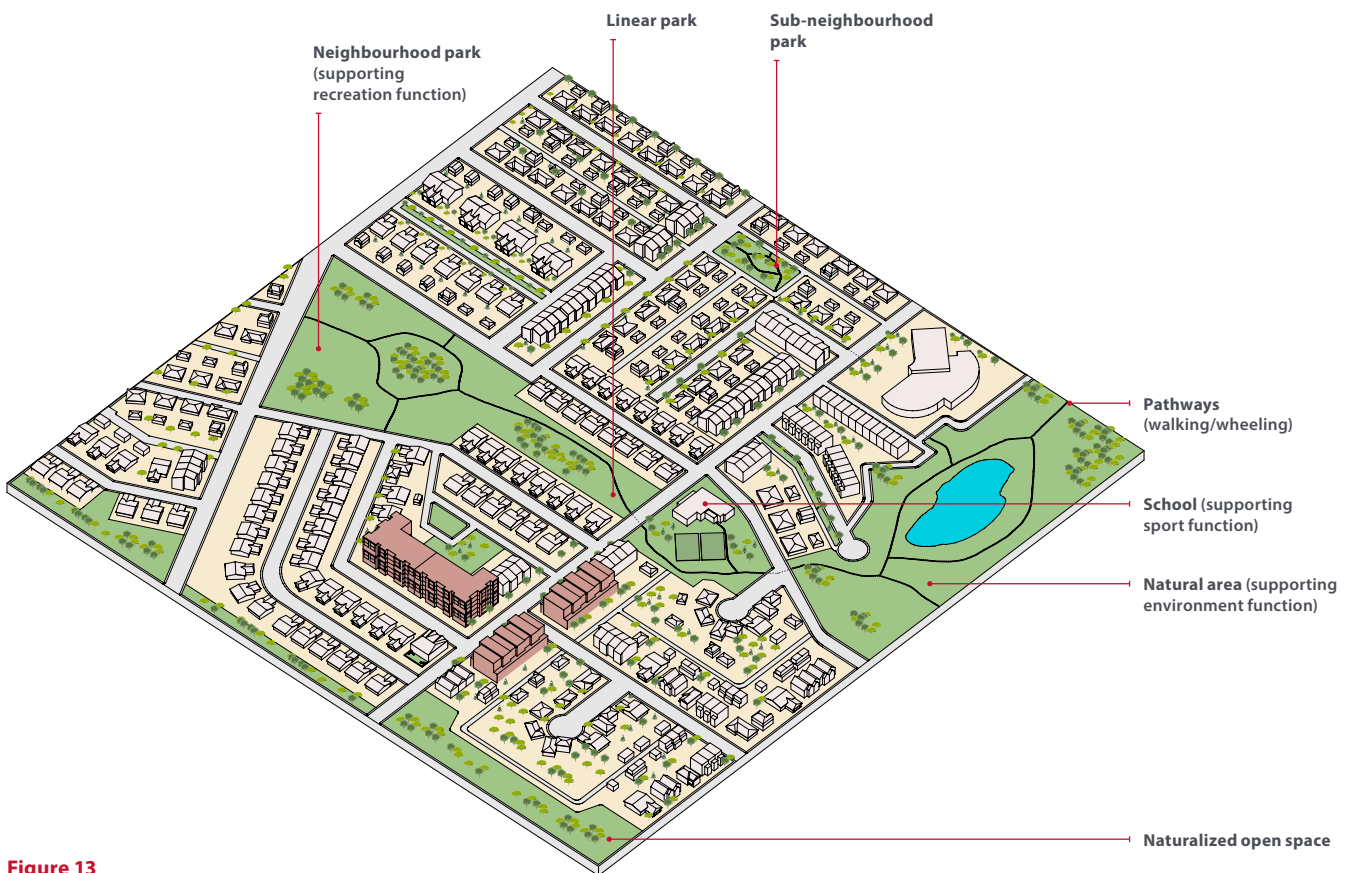 Linear park
Sub-neighbourhood
park
Neighbourhood park
(supporting
recreation function)
Pathways
(walking/wheeling)
School (supporting
sport function)
Natural area (supporting
environment function)
Naturalized open space
Figure 13